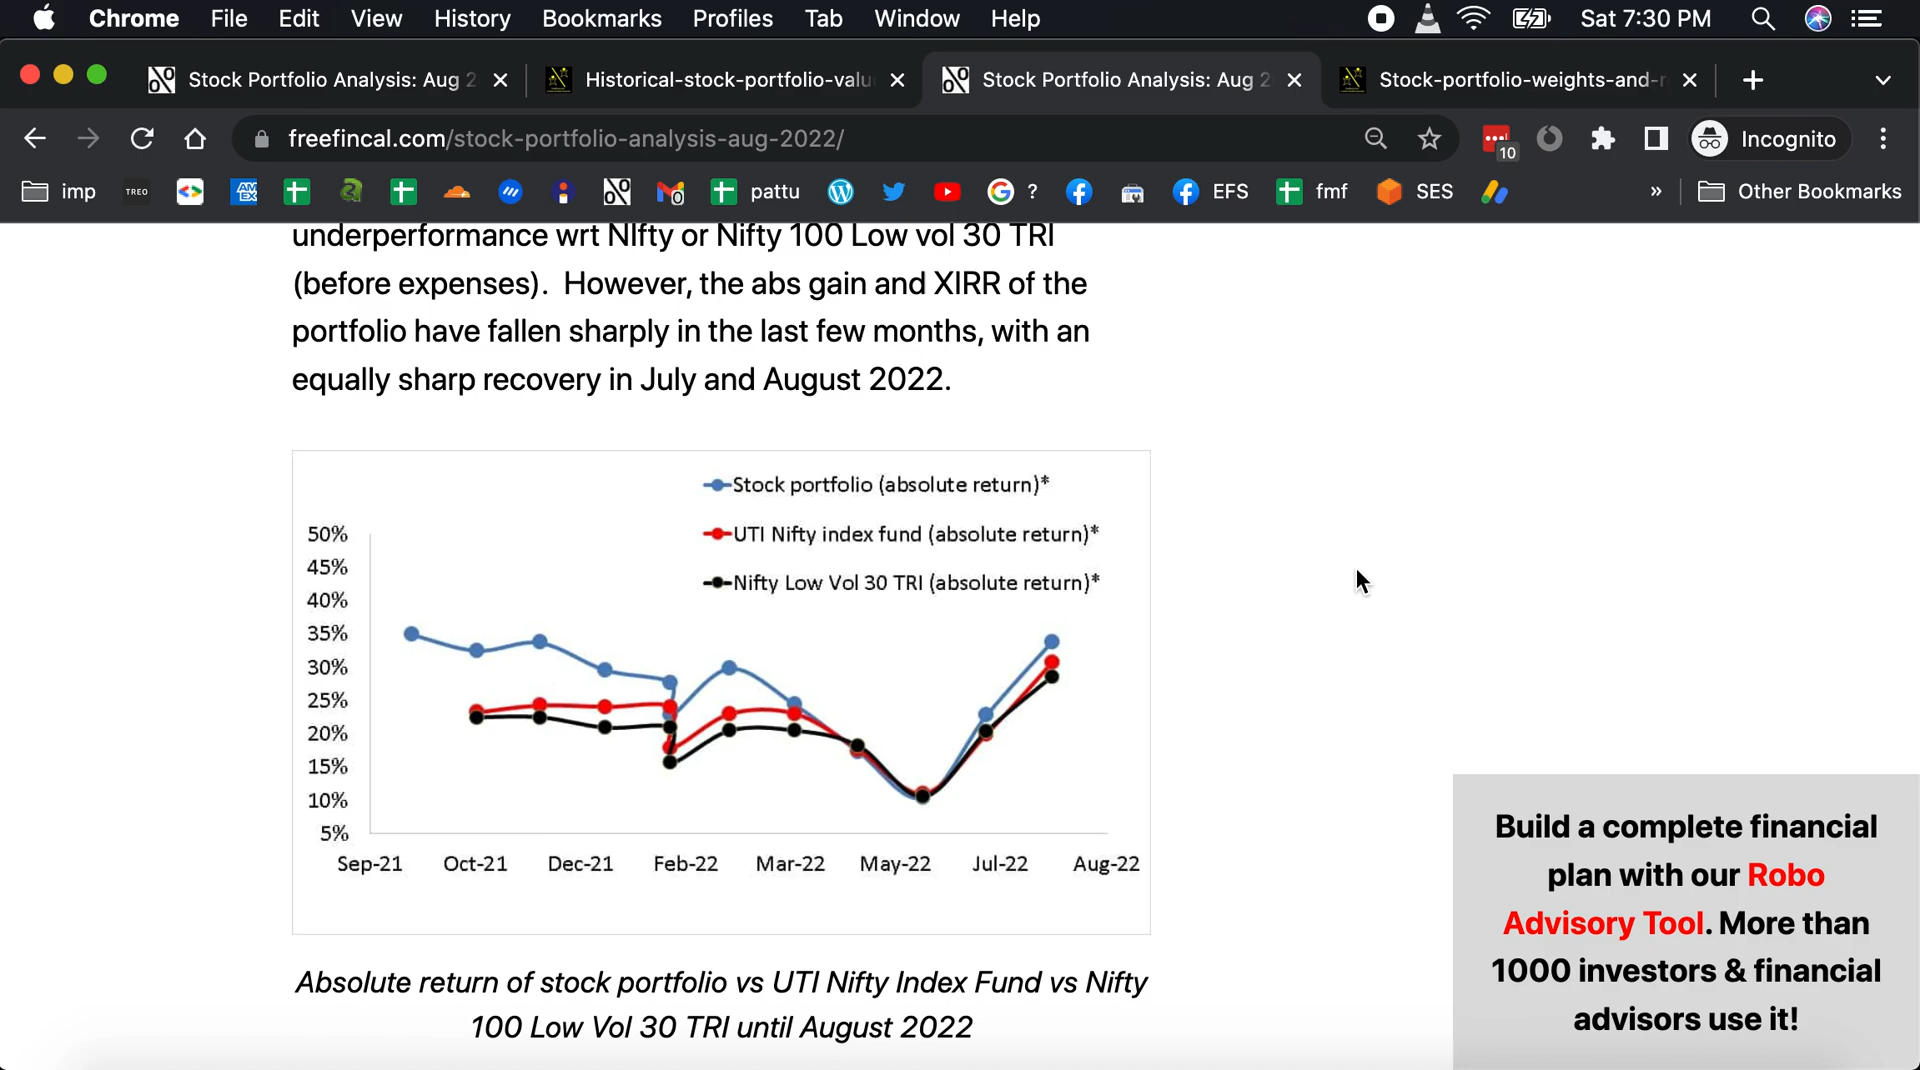 Chrome File Edit View History Bookmarks Profiles Tab Window Help Sat 7:30 PM
Stock Portfolio Analysis: Aug 2 Historical-stock-portfolio-valu Stock Portfolio Analysis: Aug 2 Stock-portfolio-weights-and-r
freefincal.com/stock-portfolio-analysis-aug-2022/ 10 Incognito
imp TREO AMEX pattu G ? EFS fmf SES » Other Bookmarks
underperformance wrt NIfty or Nifty 100 Low vol 30 TRI
(before expenses). However, the abs gain and XIRR of the
portfolio have fallen sharply in the last few months, with an
equally sharp recovery in July and August 2022.
Stock portfolio (absolute return)*
UTI Nifty index fund (absolute return)*
Nifty Low Vol 30 TRI (absolute return)*
50%
45%
40%
35%
30%
25%
20%
15%
10%
5%
Sep-21 Oct-21 Dec-21 Feb-22 Mar-22 May-22 Jul-22 Aug-22
Absolute return of stock portfolio vs UTI Nifty Index Fund vs Nifty
100 Low Vol 30 TRI until August 2022
Build a complete financial
plan with our Robo
Advisory Tool. More than
1000 investors & financial
advisors use it!